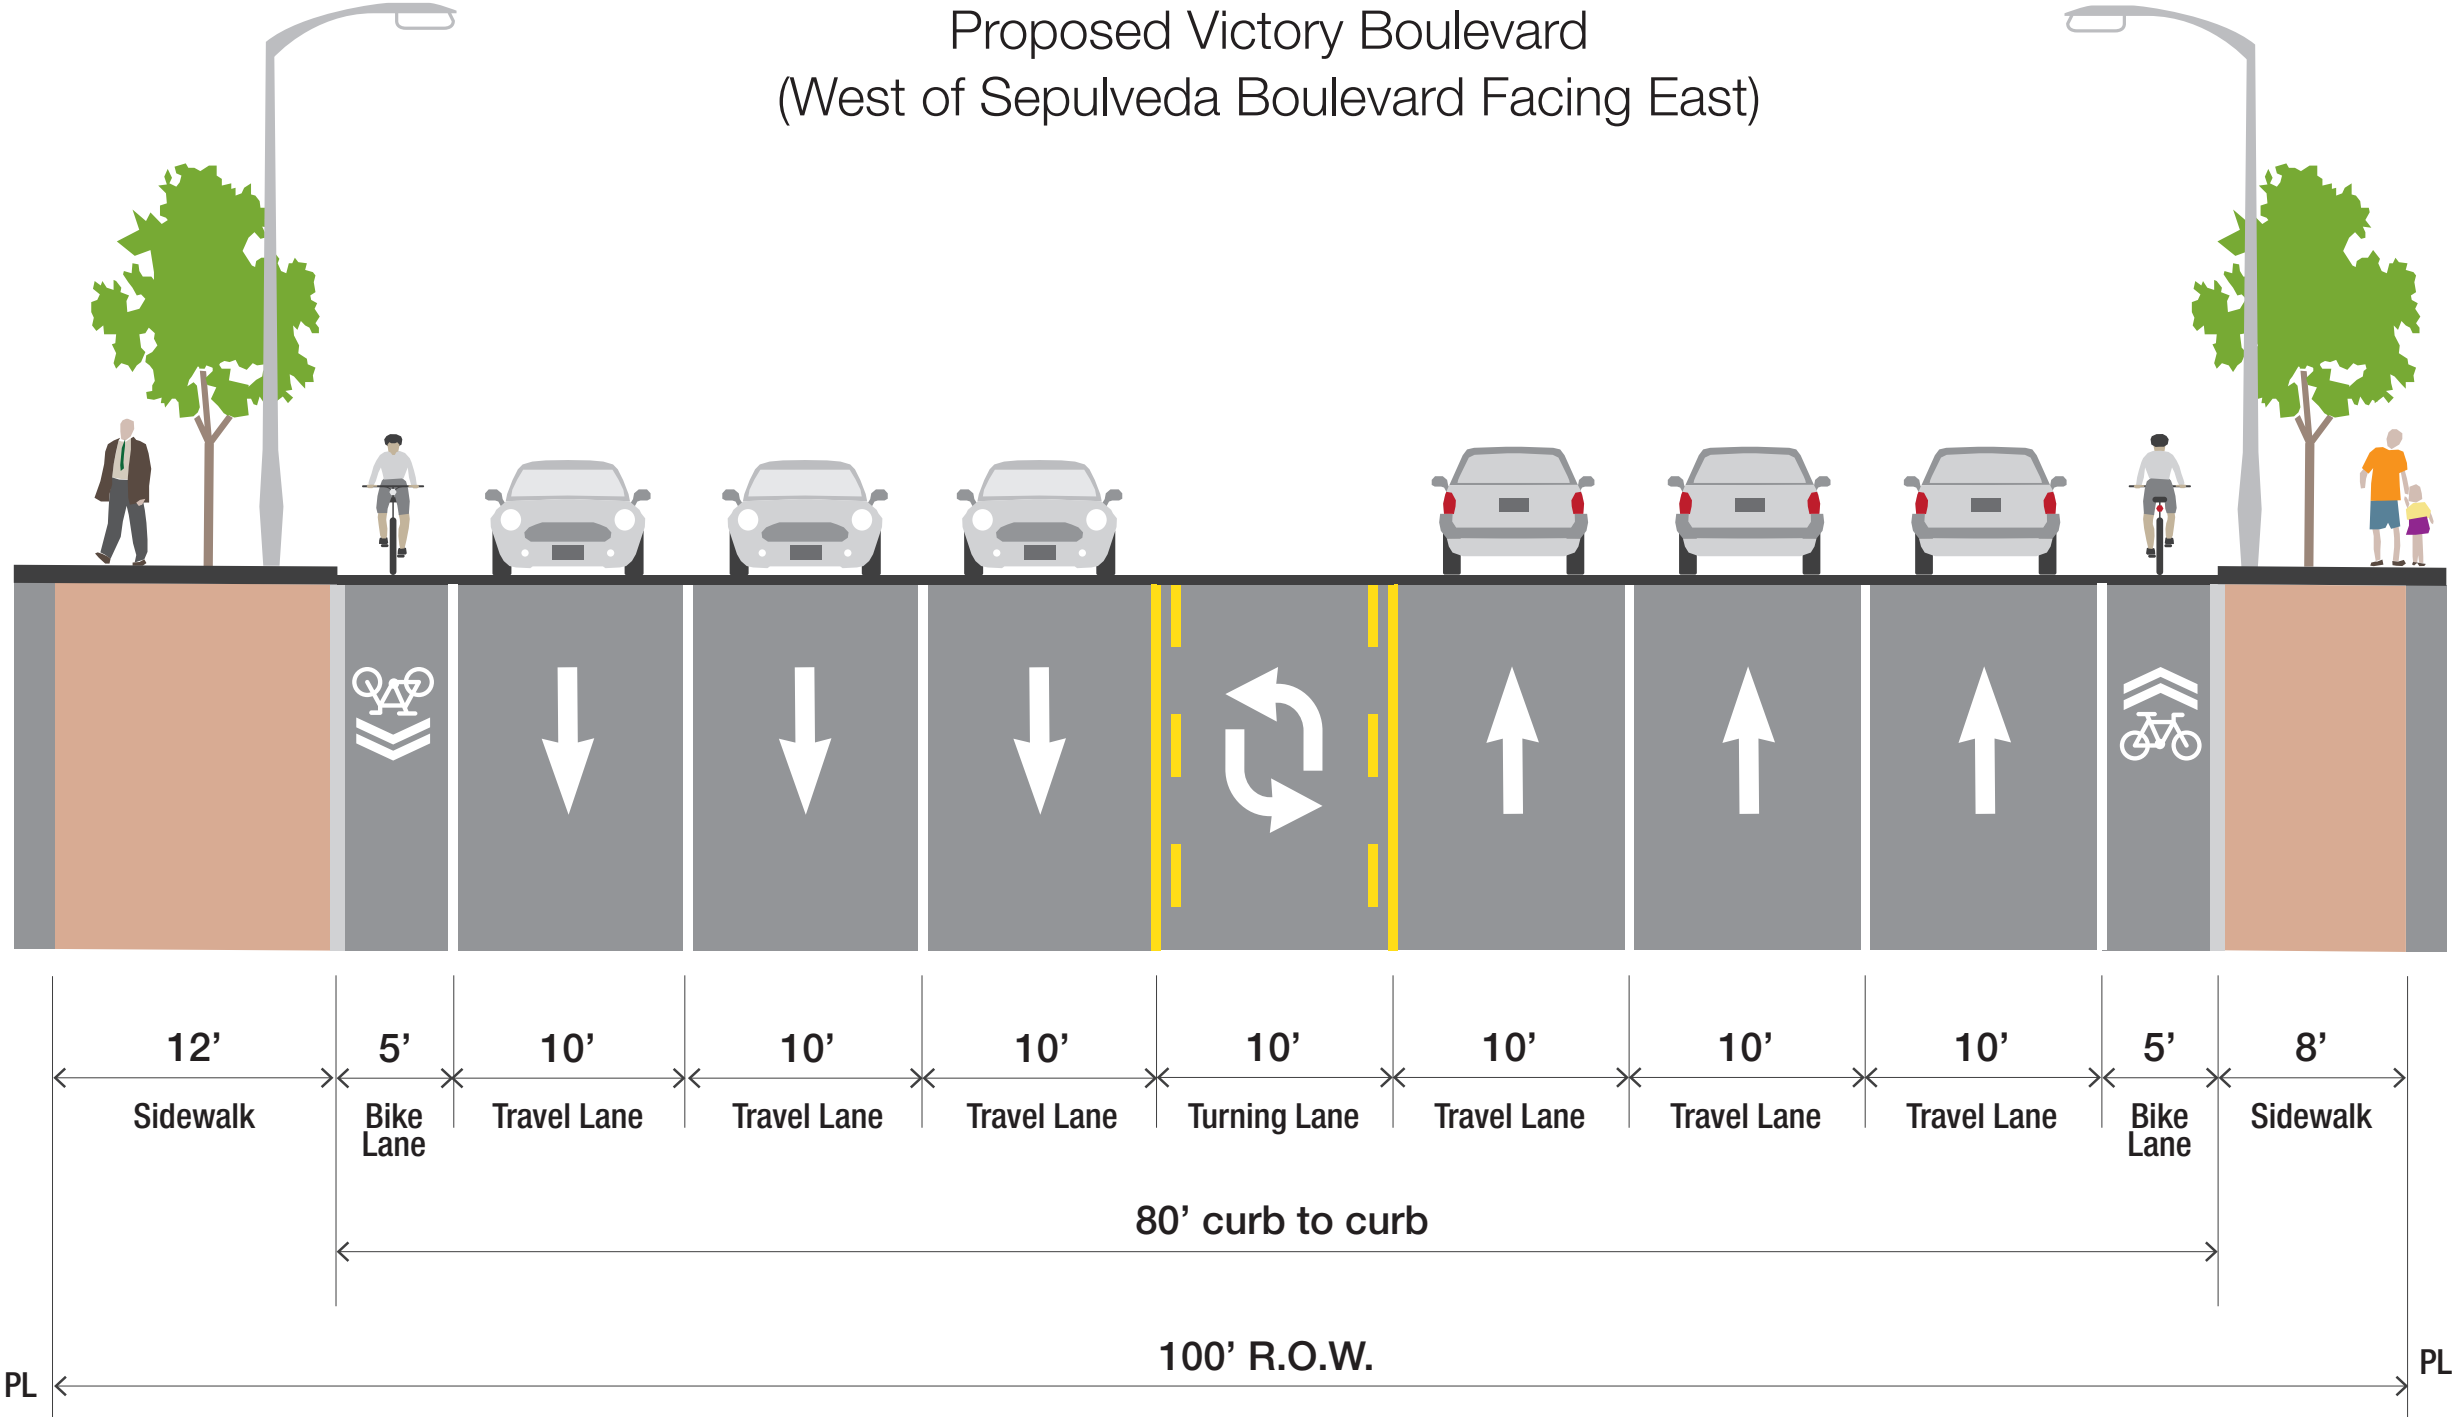 Proposed Victory Boulevard
(West of Sepulveda Boulevard Facing East)
12’ 5’ 10’ 10’ 10’ 10’ 10’ 10’ 10’ 5’ 8’
Sidewalk Bike Travel Lane Travel Lane Travel Lane Turning Lane Travel Lane Travel Lane Travel Lane Bike Sidewalk
Lane Lane
80’ curb to curb
100’ R.O.W.
PL PL